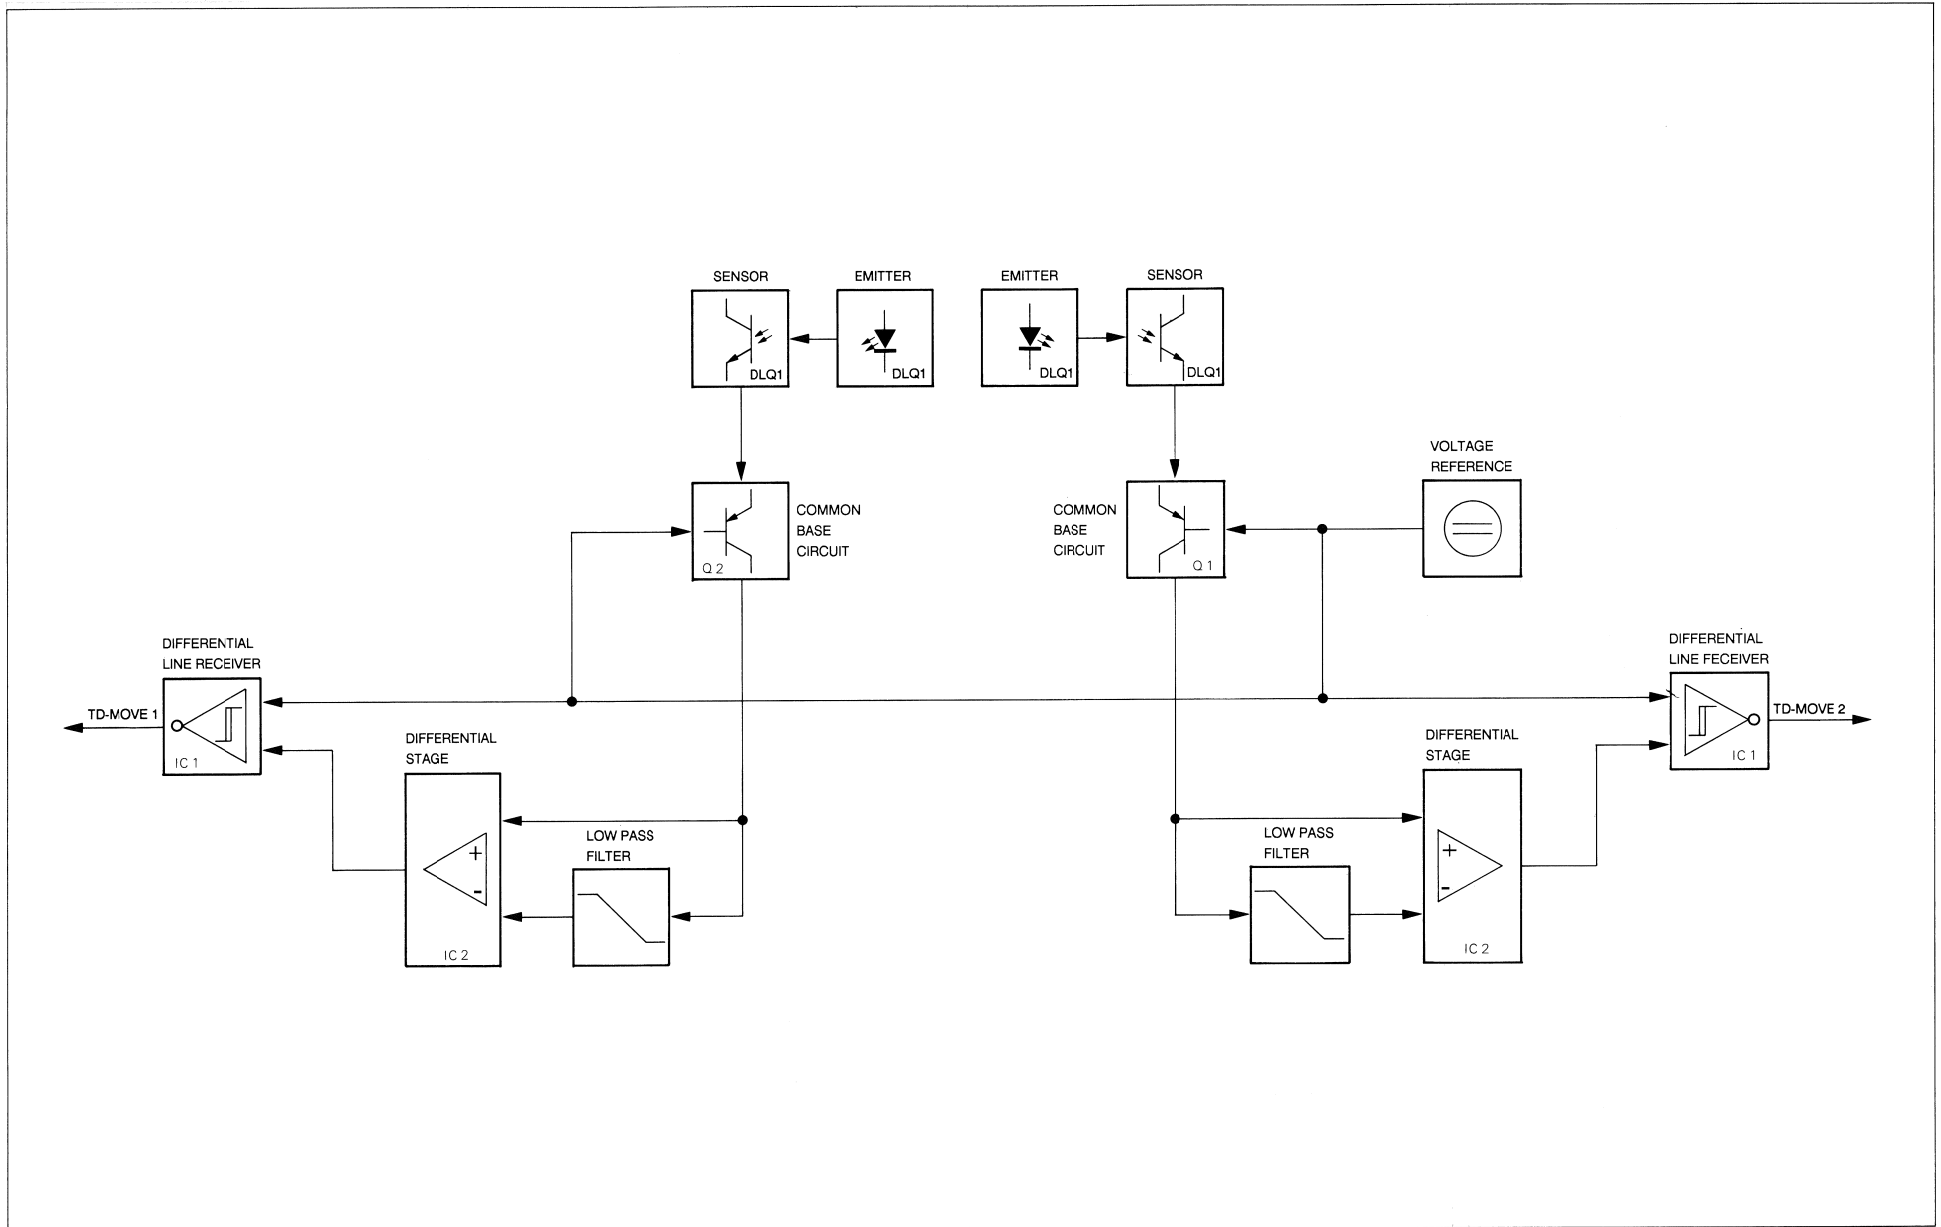 SENSOR
EMITTER
EMITTER
SENSOR
DLQ1
DLQ1
DLQ1
DLQ1
VOLTAGE
REFERENCE
COMMON
BASE
CIRCUIT
COMMON
BASE
CIRCUIT
Q 2
Q 1
DIFFERENTIAL
LINE RECEIVER
DIFFERENTIAL
LINE FECEIVER
TD-MOVE 1
TD-MOVE 2
IC 1
IC 1
DIFFERENTIAL
STAGE
DIFFERENTIAL
STAGE
LOW PASS
FILTER
LOW PASS
FILTER
+
-
+
-
IC 2
IC 2